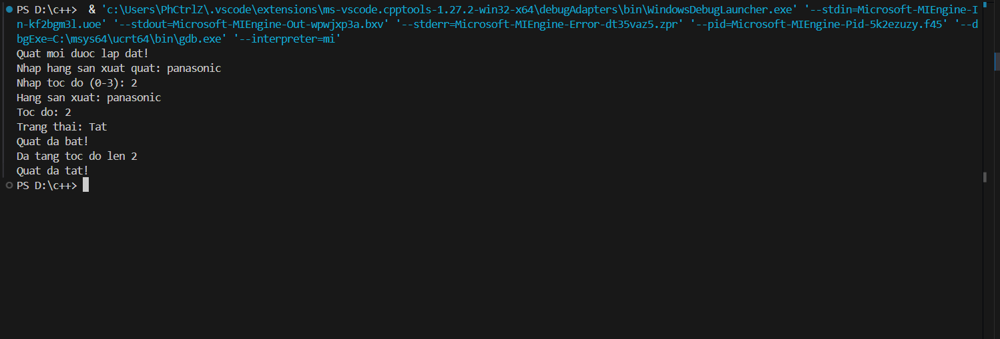 PS D:\c++>  & 'c:\Users\PhCtrlZ\.vscode\extensions\ms-vscode.cpptools-1.27.2-win32-x64\debugAdapters\bin\WindowsDebugLauncher.exe' '--stdin=Microsoft-MIEngine-I
n-kf2bgm3l.uoe' '--stdout=Microsoft-MIEngine-Out-wpwjxp3a.bxv' '--stderr=Microsoft-MIEngine-Error-dt35vaz5.zpr' '--pid=Microsoft-MIEngine-Pid-5k2ezuzy.f45' '--d
bgExe=C:\msys64\ucrt64\bin\gdb.exe' '--interpreter=mi'
Quat moi duoc lap dat!
Nhap hang san xuat quat: panasonic
Nhap toc do (0-3): 2
Hang san xuat: panasonic
Toc do: 2
Trang thai: Tat
Quat da bat!
Da tang toc do len 2
Quat da tat!
PS D:\c++>